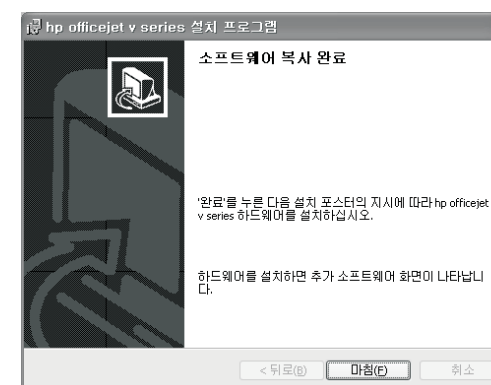 hp officejet v series 설치 프로그램
소프트웨어 복사 완료
'완료'를 누른 다음 설치 포스터의 지시에 따라 hp officejet
v series 하드웨어를 설치하십시오.
하드웨어를 설치하면 추가 소프트웨어 화면이 나타납니
다.
< 뒤로(B) 마침(F) 취소